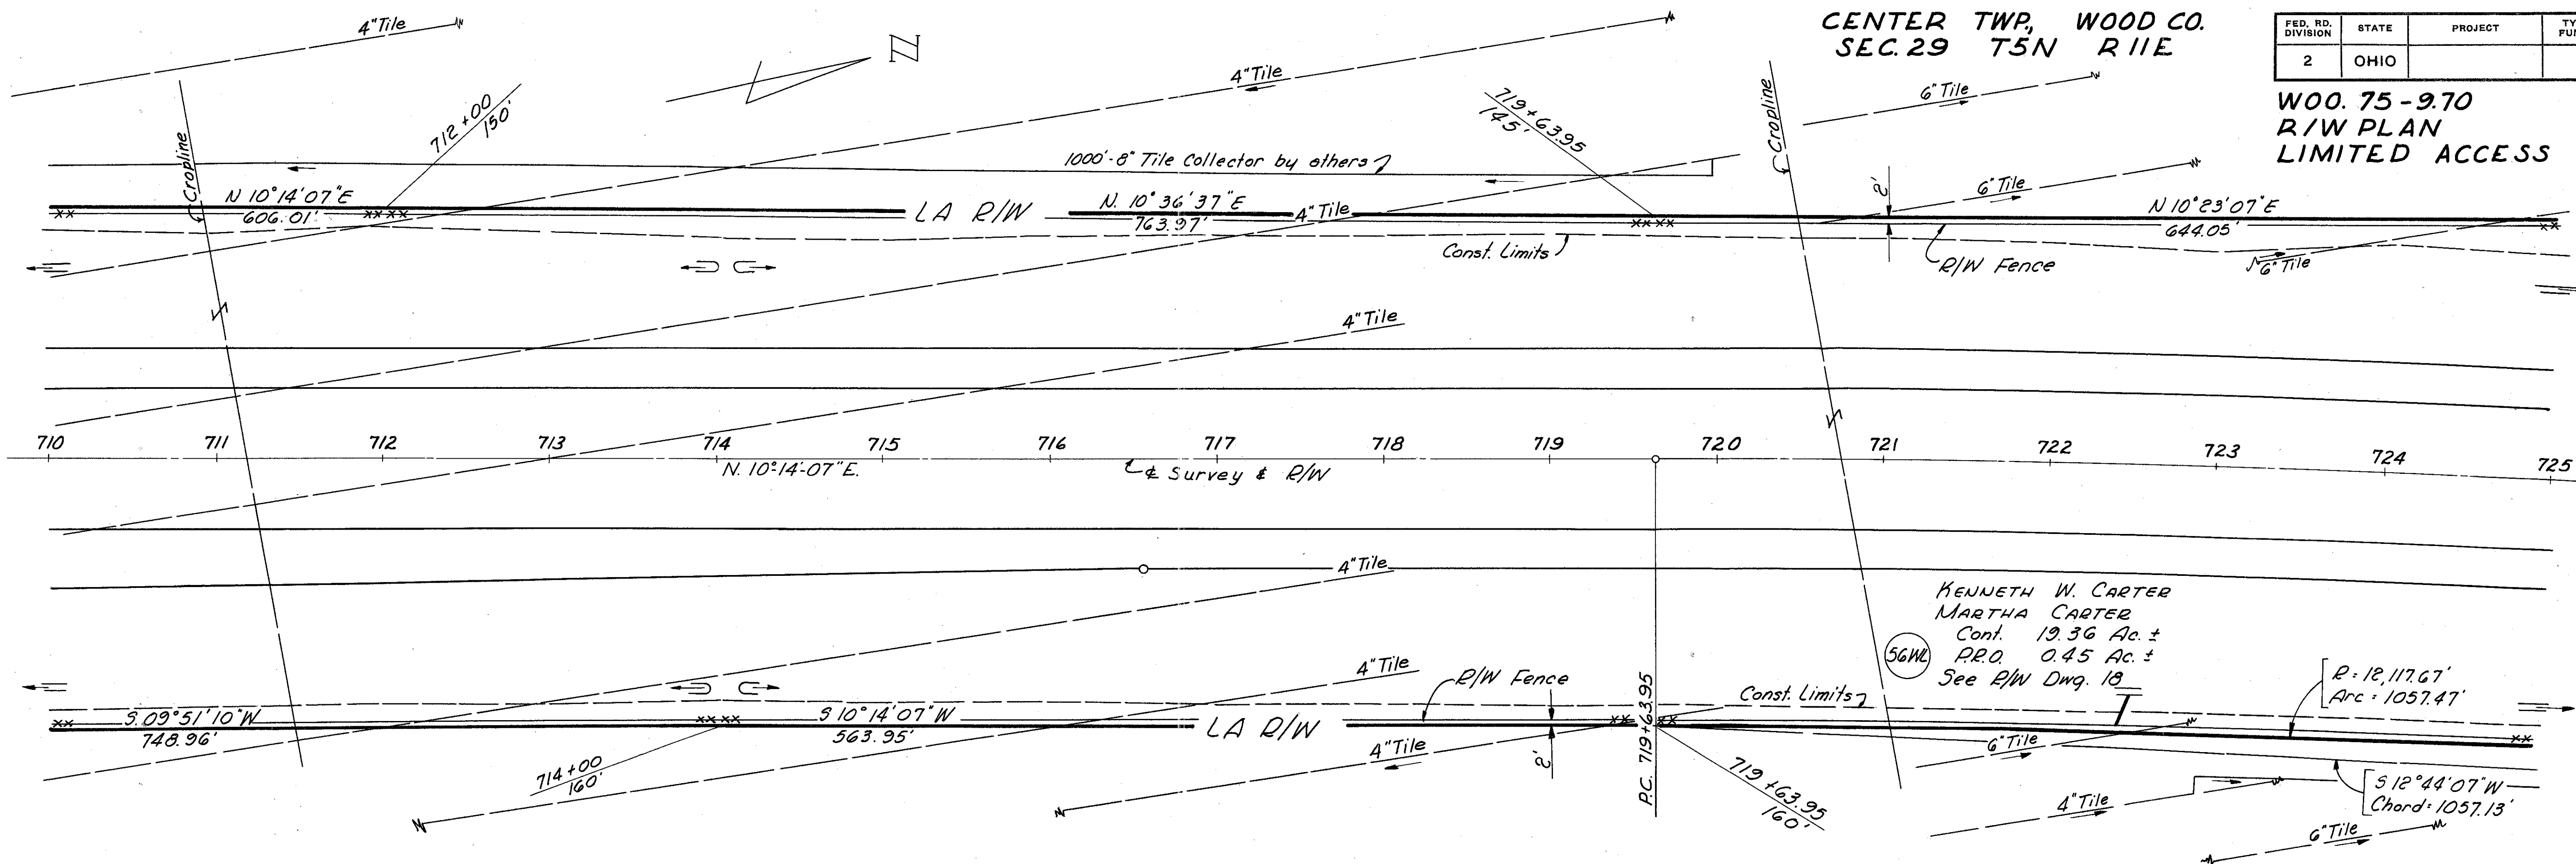 CENTER TWP., WOOD CO.
SEC. 29 T5N R11E
FED. RD. DIVISION STATE PROJECT
2 OHIO
WOO. 75-9.70
R/W PLAN
LIMITED ACCESS
4" Tile
N
4" Tile
6" Tile
712+00
150'
719+63.95
145'
℄ Cropline
℄ Cropline
1000'-8" Tile Collector by others
6" Tile
2'
N 10°14'07"E
606.01'
LA R/W
N. 10°36'37"E
763.97'
4" Tile
N 10°23'07"E
644.05'
Const. Limits
R/W Fence
6" Tile
4" Tile
710 711 712 713 714 715 716 717 718 719 720 721 722 723 724 725
N. 10°-14'-07"E.
℄ Survey & R/W
4" Tile
KENNETH W. CARTER
MARTHA CARTER
Cont. 19.36 Ac. ±
56WL P.R.O. 0.45 Ac. ±
See R/W Dwg. 18
4" Tile
R/W Fence
Const. Limits
R = 12,117.67'
Arc = 1057.47'
S. 09°51'10"W
748.96'
S 10°14'07"W
563.95'
LA R/W
4" Tile
2'
P.C. 719+63.95
6" Tile
714+00
160'
719+63.95
160'
S 12°44'07"W
Chord = 1057.13'
4" Tile
6" Tile